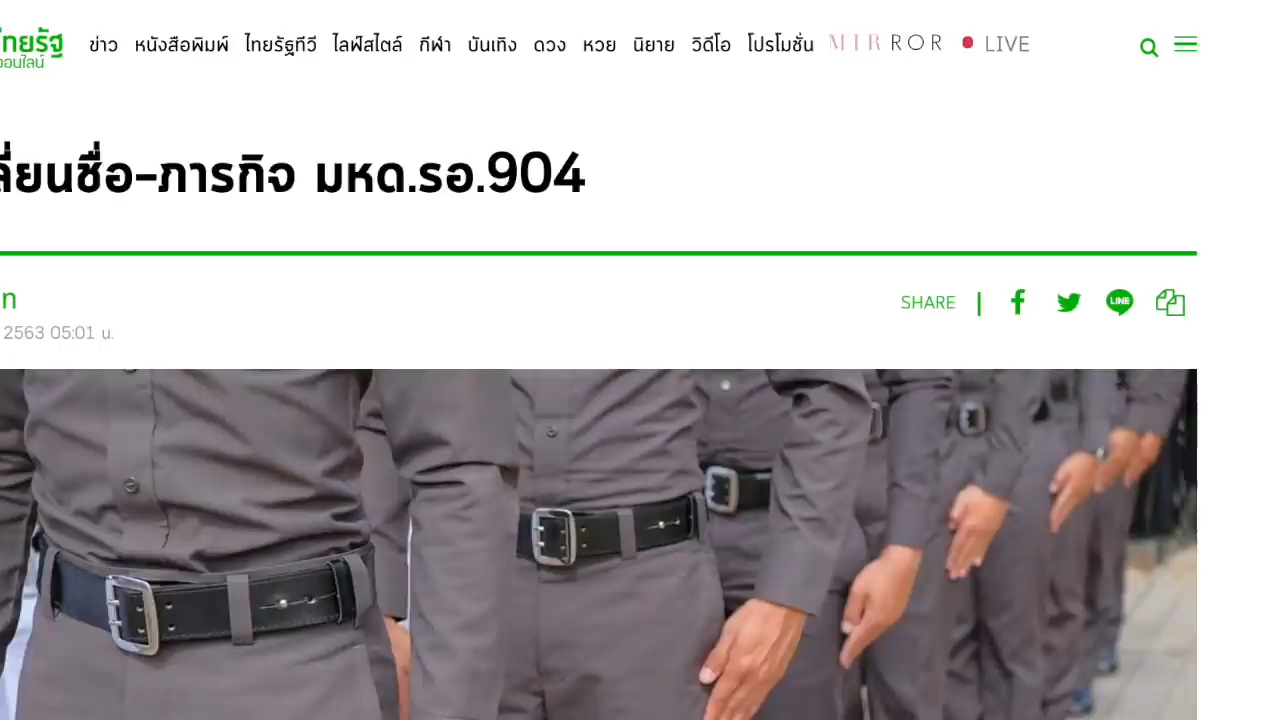 ไทยรัฐ ข่าว หนังสือพิมพ์ ไทยรัฐทีวี ไลฟ์สไตล์ กีฬา บันเทิง ดวง หวย นิยาย วิดีโอ โปรโมชั่น MIRROR LIVE
ออนไลน์
ลี่ยนชื่อ-ภารกิจ มหด.รอ.904
SHARE | LINE
2563 05:01 น.